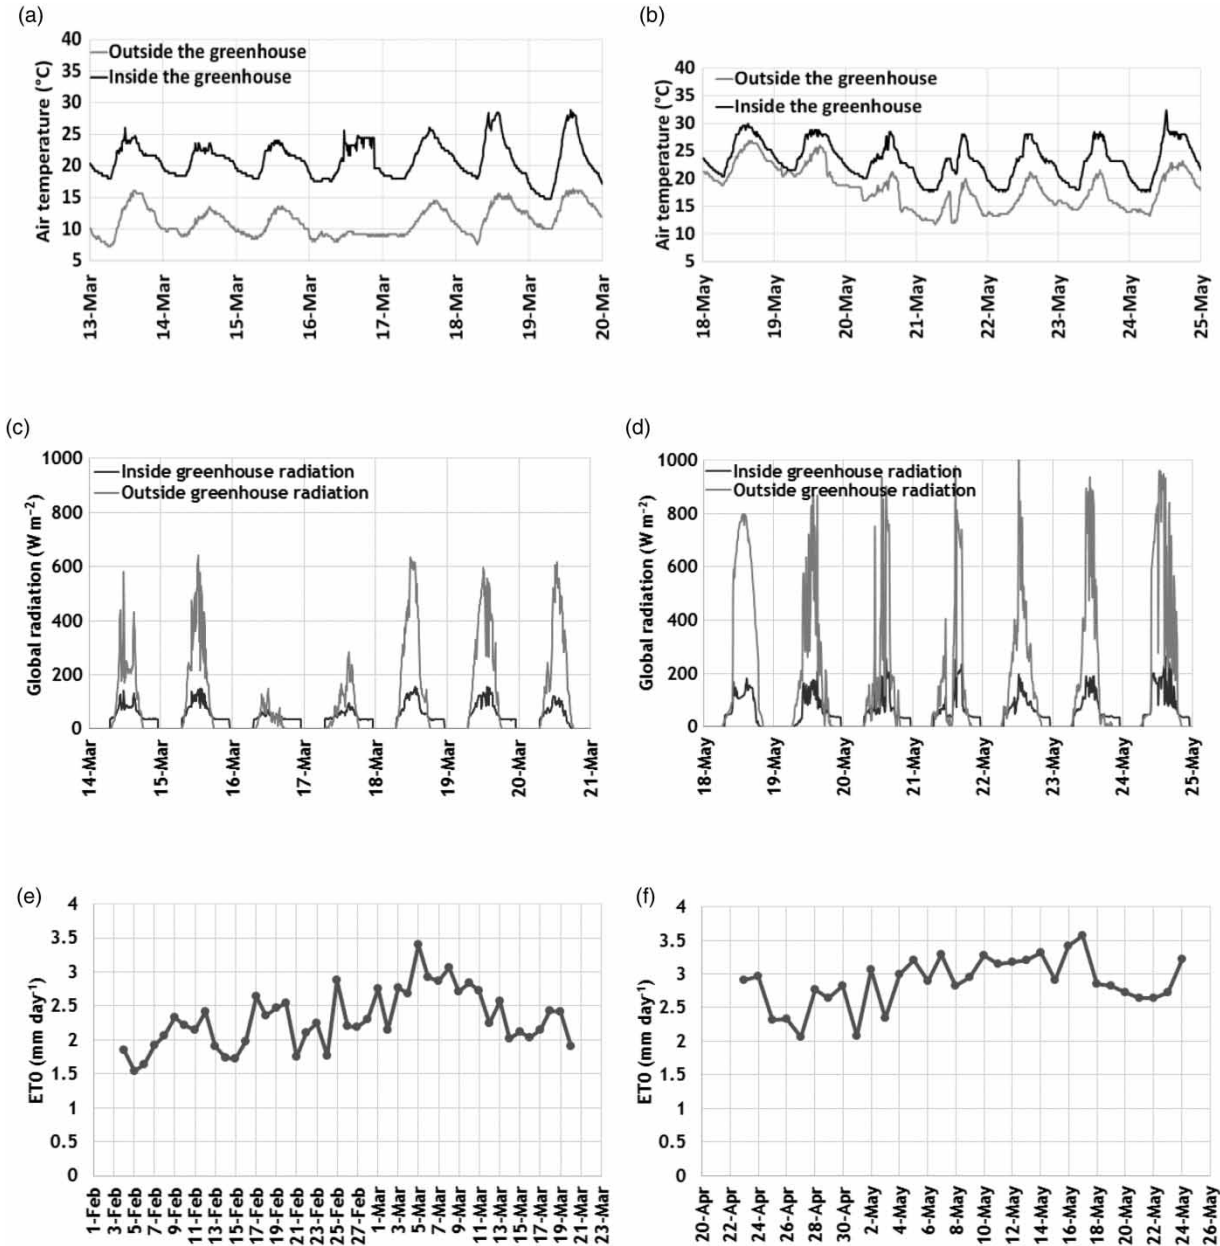 (a)
Air temperature (°C)
40
35
30
25
20
15
10
5
Outside the greenhouse
Inside the greenhouse
13-Mar
14-Mar
15-Mar
16-Mar
17-Mar
18-Mar
19-Mar
20-Mar
(b)
Air temperature (°C)
40
35
30
25
20
15
10
5
Outside the greenhouse
Inside the greenhouse
18-May
19-May
20-May
21-May
22-May
23-May
24-May
25-May
(c)
Global radiation (W m⁻²)
1000
800
600
400
200
0
Inside greenhouse radiation
Outside greenhouse radiation
14-Mar
15-Mar
16-Mar
17-Mar
18-Mar
19-Mar
20-Mar
21-Mar
(d)
Global radiation (W m⁻²)
1000
800
600
400
200
0
Inside greenhouse radiation
Outside greenhouse radiation
18-May
19-May
20-May
21-May
22-May
23-May
24-May
25-May
(e)
ET0 (mm day⁻¹)
4
3.5
3
2.5
2
1.5
1
0.5
0
1-Feb
3-Feb
5-Feb
7-Feb
9-Feb
11-Feb
13-Feb
15-Feb
17-Feb
19-Feb
21-Feb
23-Feb
25-Feb
27-Feb
1-Mar
3-Mar
5-Mar
7-Mar
9-Mar
11-Mar
13-Mar
15-Mar
17-Mar
19-Mar
23-Mar
(f)
ET0 (mm day⁻¹)
4
3.5
3
2.5
2
1.5
1
0.5
0
20-Apr
22-Apr
24-Apr
26-Apr
28-Apr
30-Apr
2-May
4-May
6-May
8-May
10-May
12-May
14-May
16-May
18-May
20-May
22-May
24-May
26-May